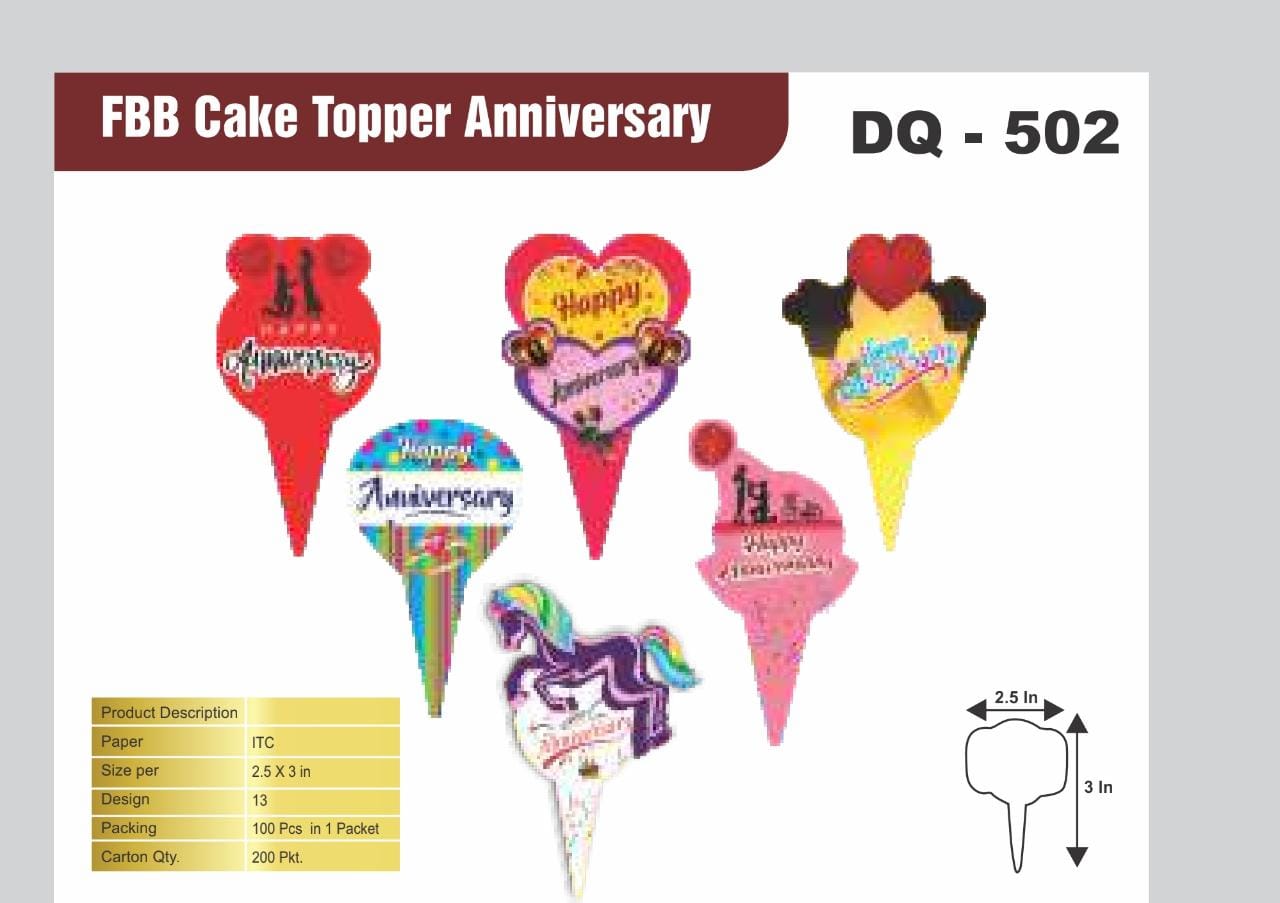 FBB Cake Topper Anniversary
DQ - 502
HAPPY
Anniversary
Happy
Anniversary
Happy
Anniversary
Happy
Anniversary
Anniversary
Product Description
Paper ITC
Size per 2.5 X 3 in
Design 13
Packing 100 Pcs in 1 Packet
Carton Qty. 200 Pkt.
2.5 In
3 In